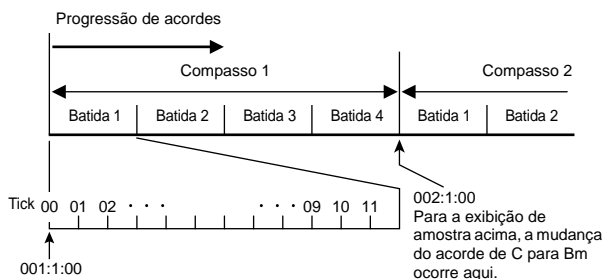 Progressão de acordes
Compasso 1
Compasso 2
Batida 1
Batida 2
Batida 3
Batida 4
Batida 1
Batida 2
Tick 00 01 02 · · · · · · 09 10 11
001:1:00
002:1:00
Para a exibição de
amostra acima, a mudança
do acorde de C para Bm
ocorre aqui.